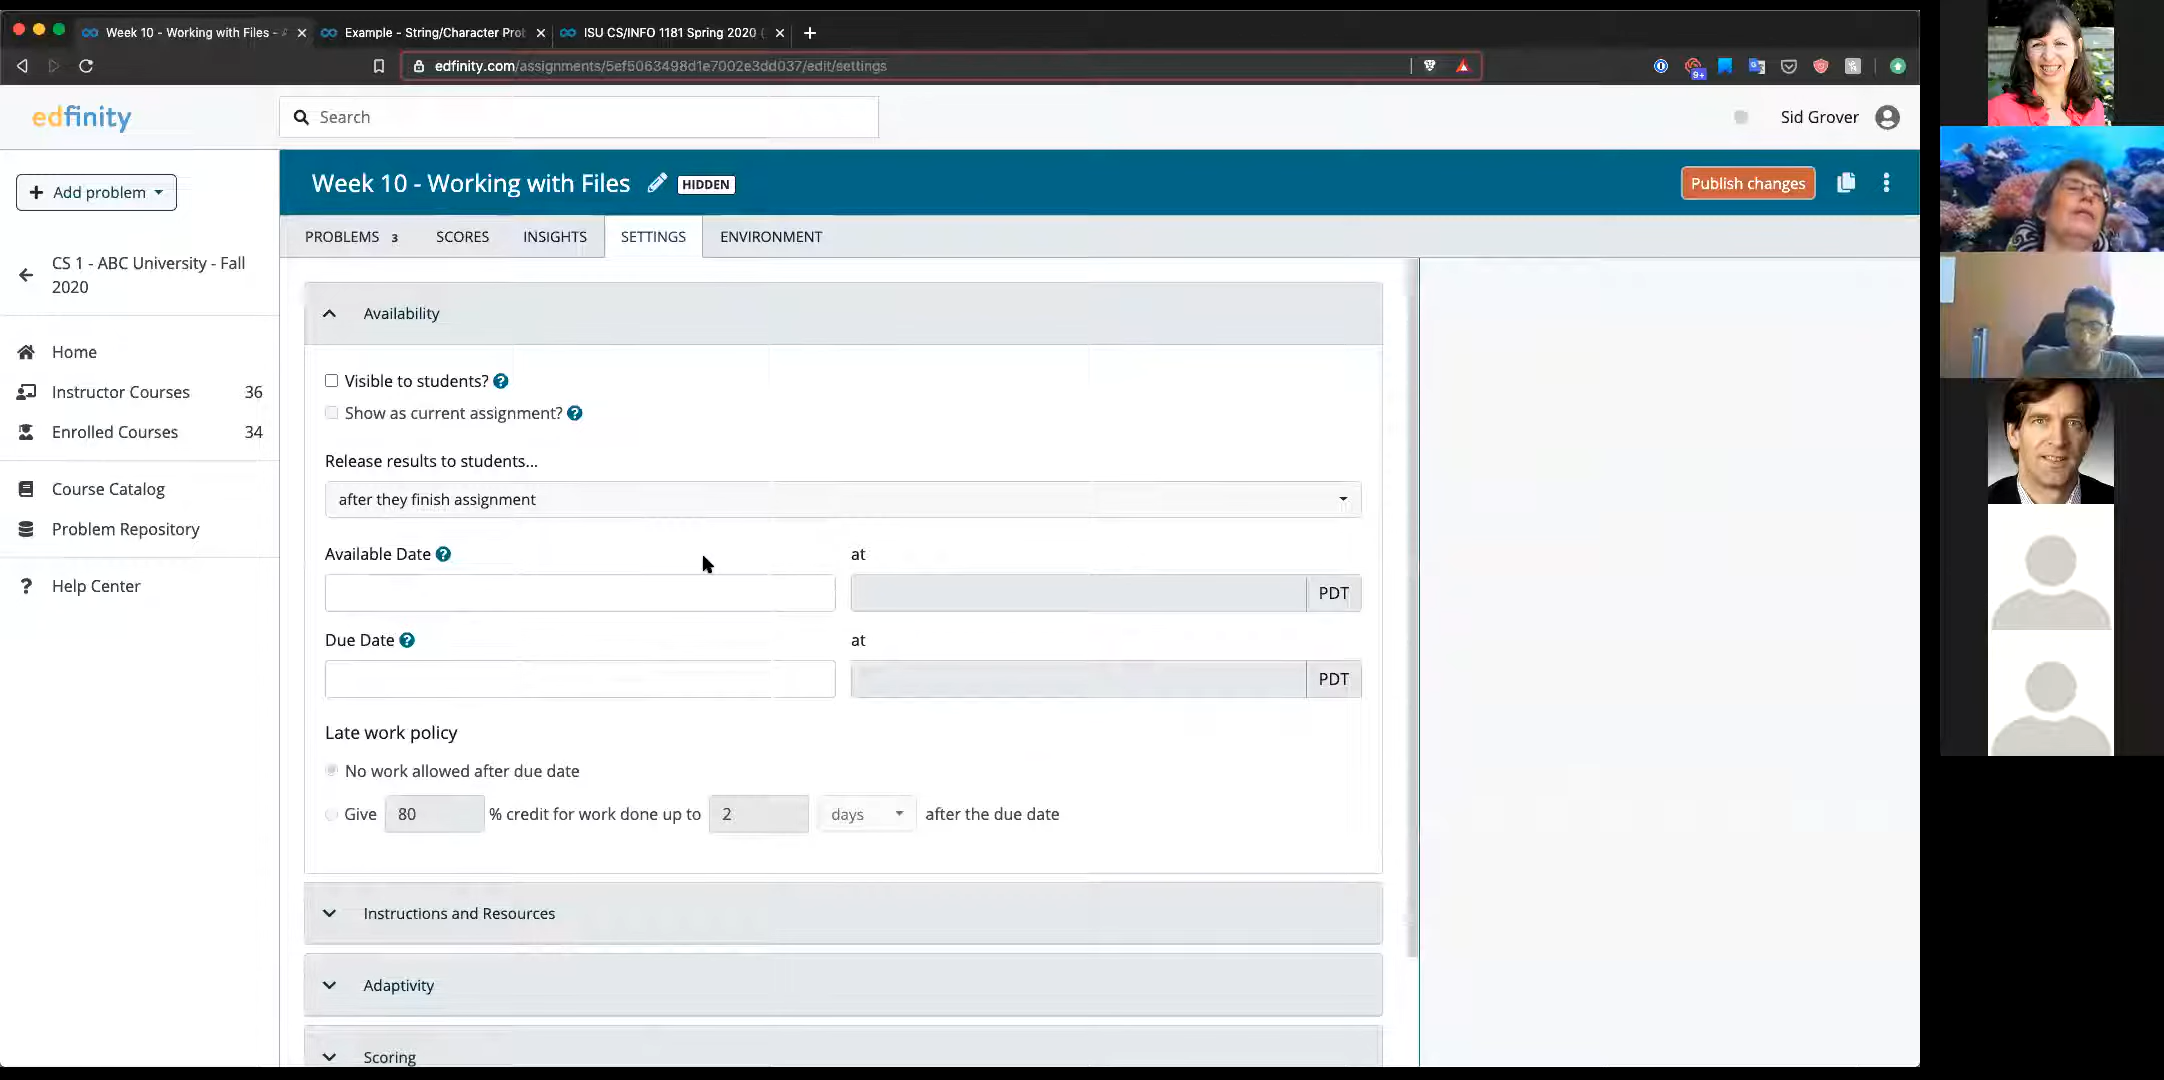 Week 10 - Working with Files -
Example - String/Character Pro
ISU CS/INFO 1181 Spring 2020 (
edfinity.com/assignments/5ef5063498d1e7002e3dd037/edit/settings
9+
edfinity
Search
Sid Grover
Add problem
Week 10 - Working with Files
HIDDEN
Publish changes
PROBLEMS 3
SCORES
INSIGHTS
SETTINGS
ENVIRONMENT
CS 1 - ABC University - Fall
2020
Home
Instructor Courses 36
Enrolled Courses 34
Course Catalog
Problem Repository
? Help Center
Availability
Visible to students? ?
Show as current assignment? ?
Release results to students...
after they finish assignment
Available Date ? at
PDT
Due Date ? at
PDT
Late work policy
No work allowed after due date
Give 80 % credit for work done up to 2 days after the due date
Instructions and Resources
Adaptivity
Scoring